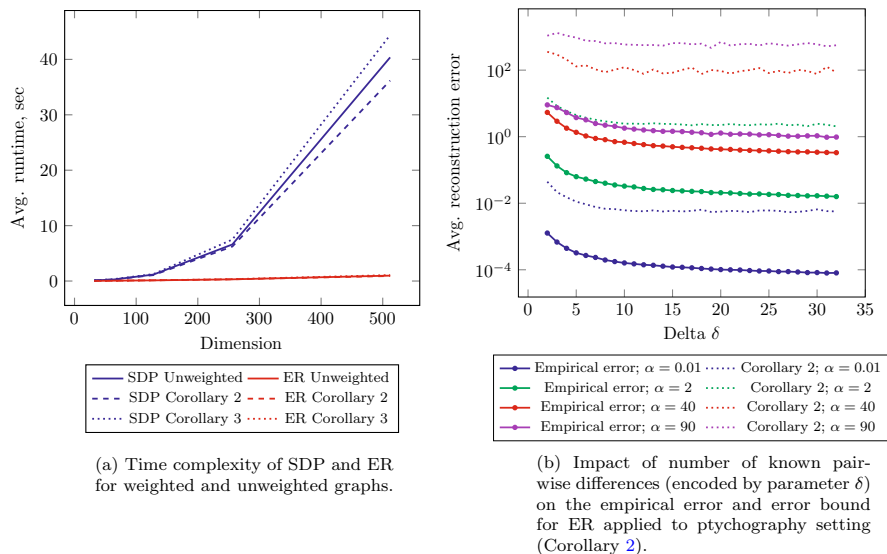 40
30
20
10
0
Avg. runtime, sec
0 100 200 300 400 500
Dimension
SDP Unweighted ER Unweighted
SDP Corollary 2 ER Corollary 2
SDP Corollary 3 ER Corollary 3
(a) Time complexity of SDP and ER
for weighted and unweighted graphs.
10²
10⁰
10⁻²
10⁻⁴
Avg. reconstruction error
0 5 10 15 20 25 30 35
Delta δ
Empirical error; α = 0.01 Corollary 2; α = 0.01
Empirical error; α = 2 Corollary 2; α = 2
Empirical error; α = 40 Corollary 2; α = 40
Empirical error; α = 90 Corollary 2; α = 90
(b) Impact of number of known pair-
wise differences (encoded by parameter δ)
on the empirical error and error bound
for ER applied to ptychography setting
(Corollary 2).